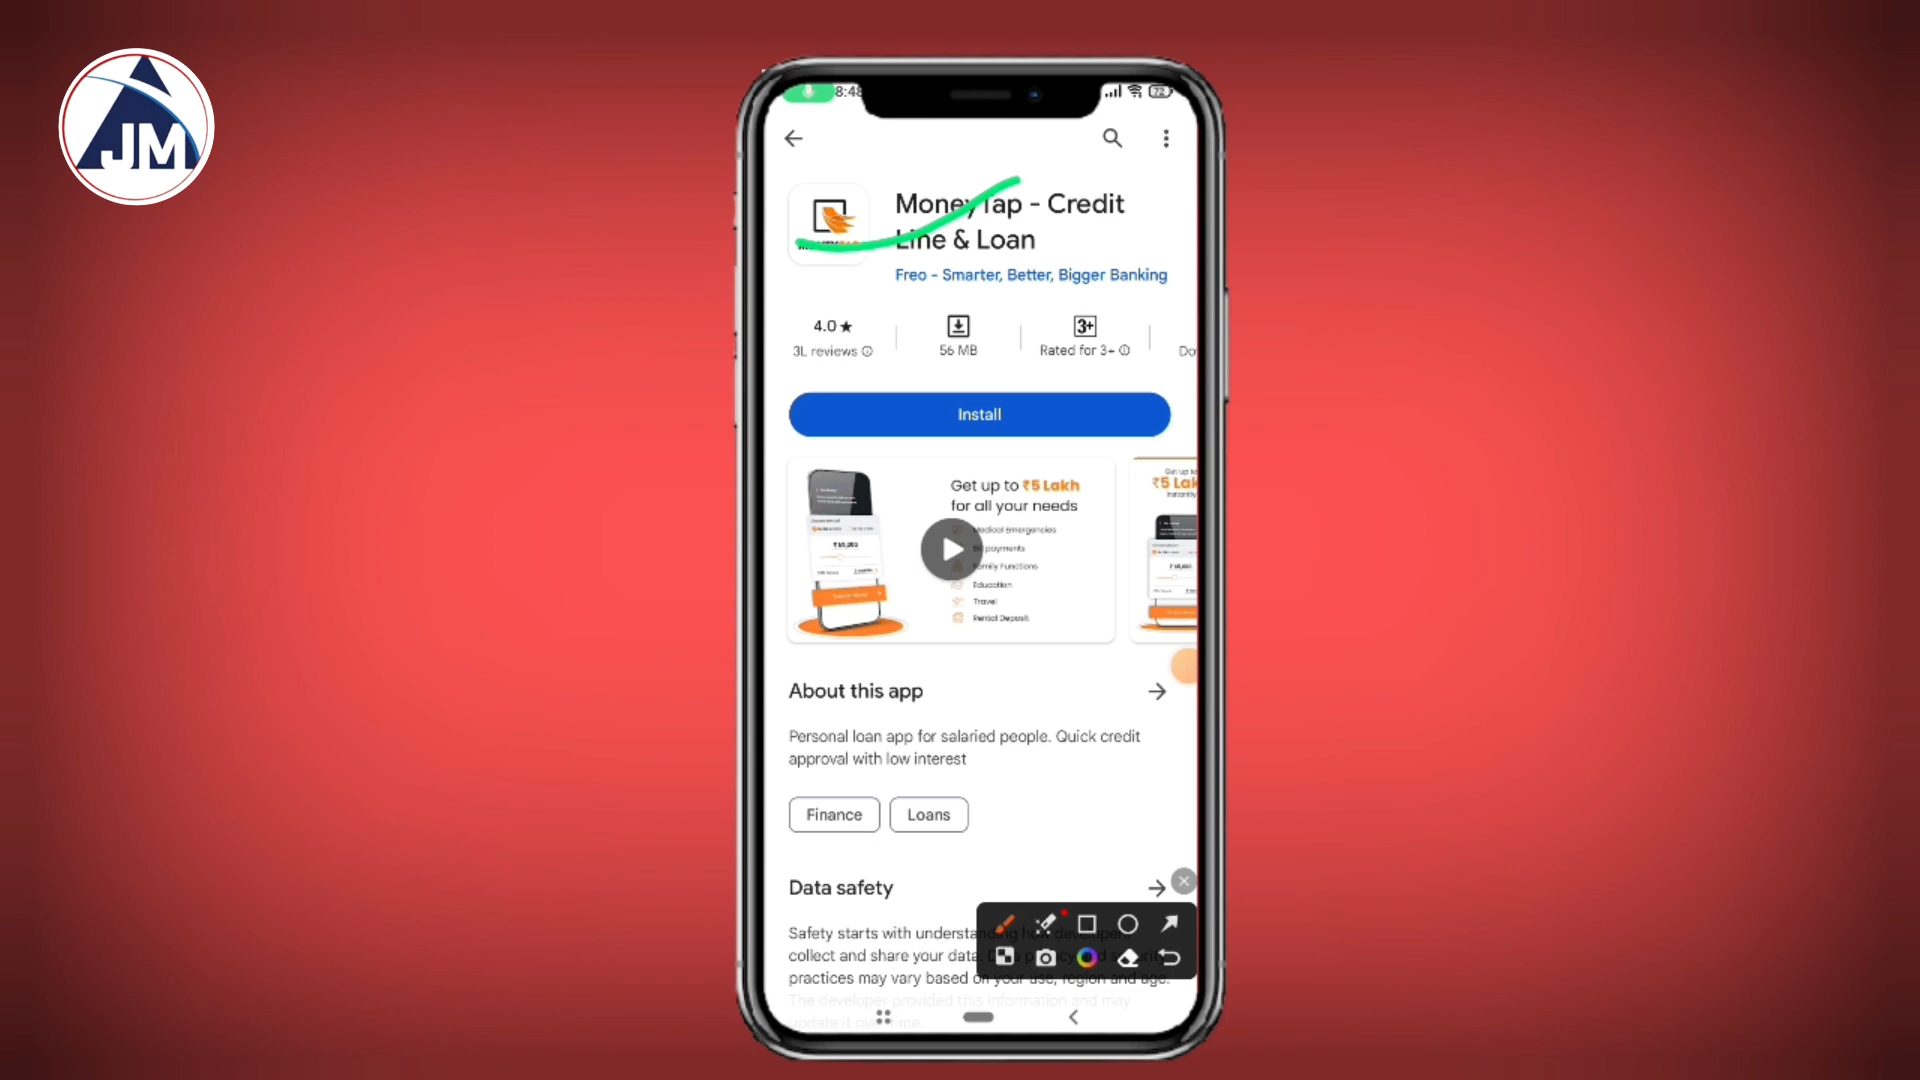 JM
8:48
72
MoneyTap - Credit
Line & Loan
Freo - Smarter, Better, Bigger Banking
4.0 ★
3L reviews
56 MB
3+
Rated for 3+
Do
Install
Get up to ₹5 Lakh
for all your needs
Medical Emergencies
payments
Family Functions
Education
Travel
Rental Deposit
Get up to
₹5 Lak
Instantly
About this app
Personal loan app for salaried people. Quick credit
approval with low interest
Finance
Loans
Data safety
Safety starts with understanding how developers
collect and share your data.
practices may vary based on your use, region and age.
The developer provided this information and may
update it over time.